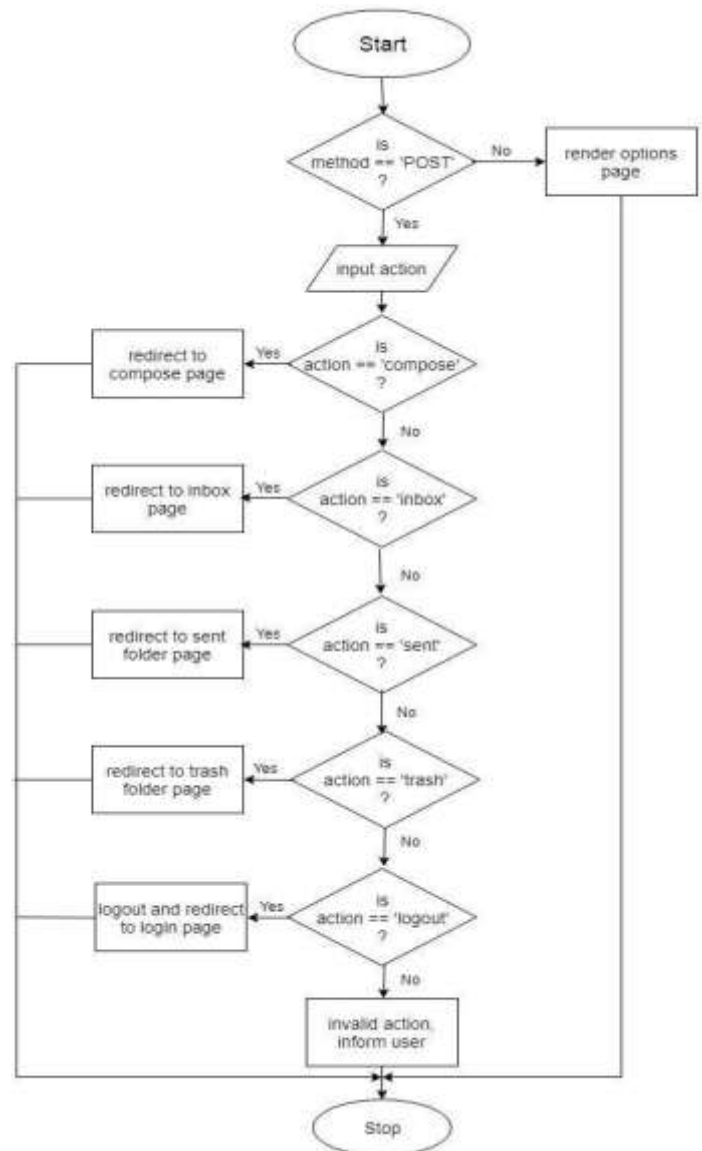 Start
is
method == 'POST'
?
No
render options
page
Yes
input action
is
action == 'compose'
?
Yes
redirect to
compose page
No
is
action == 'inbox'
?
Yes
redirect to inbox
page
No
is
action == 'sent'
?
Yes
redirect to sent
folder page
No
is
action == 'trash'
?
Yes
redirect to trash
folder page
No
is
action == 'logout'
?
Yes
logout and redirect
to login page
No
invalid action,
inform user
Stop